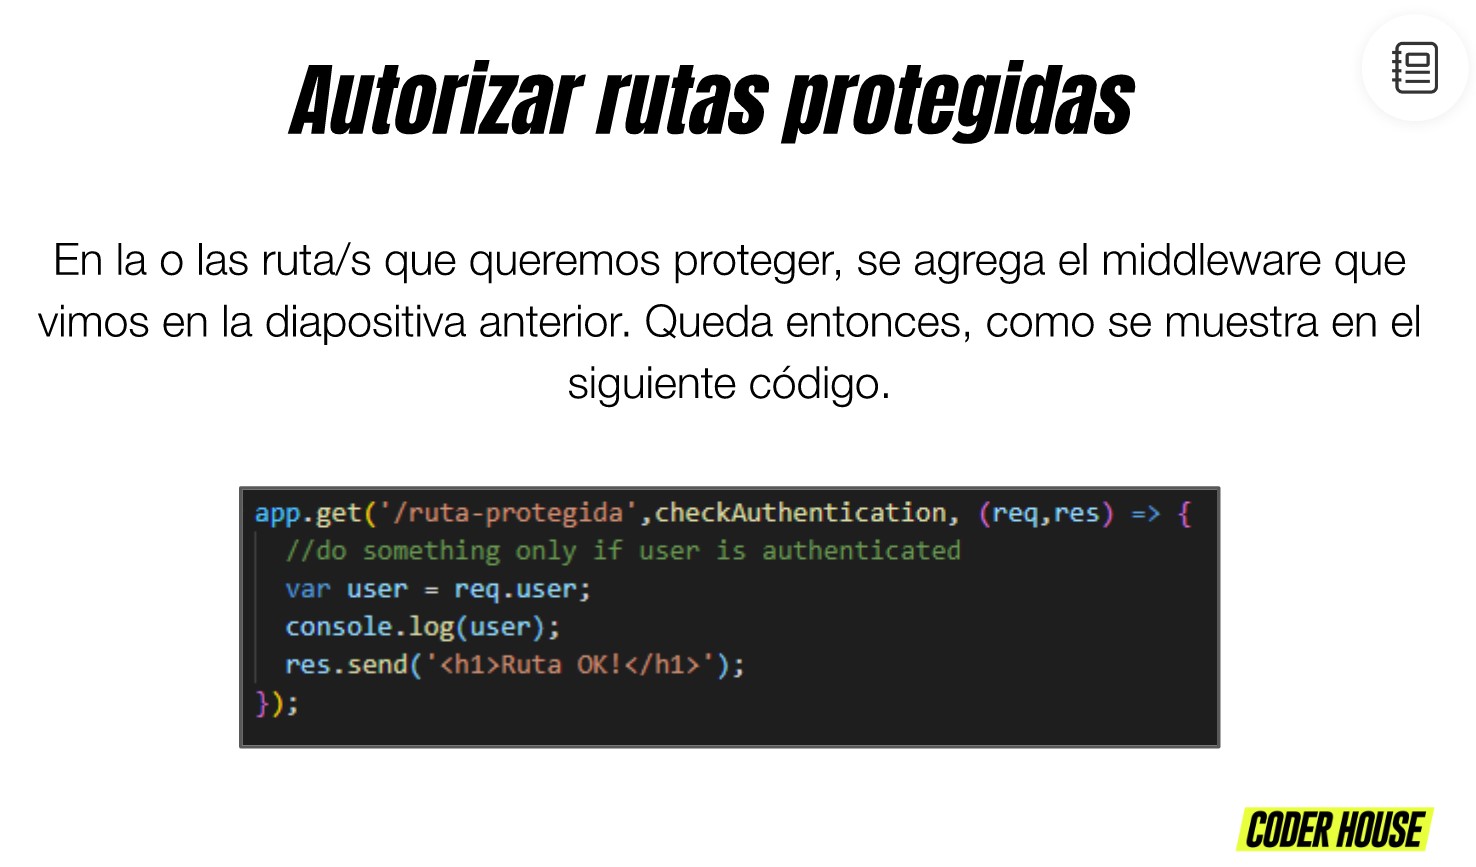 Autorizar rutas protegidas
En la o las ruta/s que queremos proteger, se agrega el middleware que
vimos en la diapositiva anterior. Queda entonces, como se muestra en el
siguiente código.
app.get('/ruta-protegida',checkAuthentication, (req,res) => {
  //do something only if user is authenticated
  var user = req.user;
  console.log(user);
  res.send('<h1>Ruta OK!</h1>');
});
CODER HOUSE